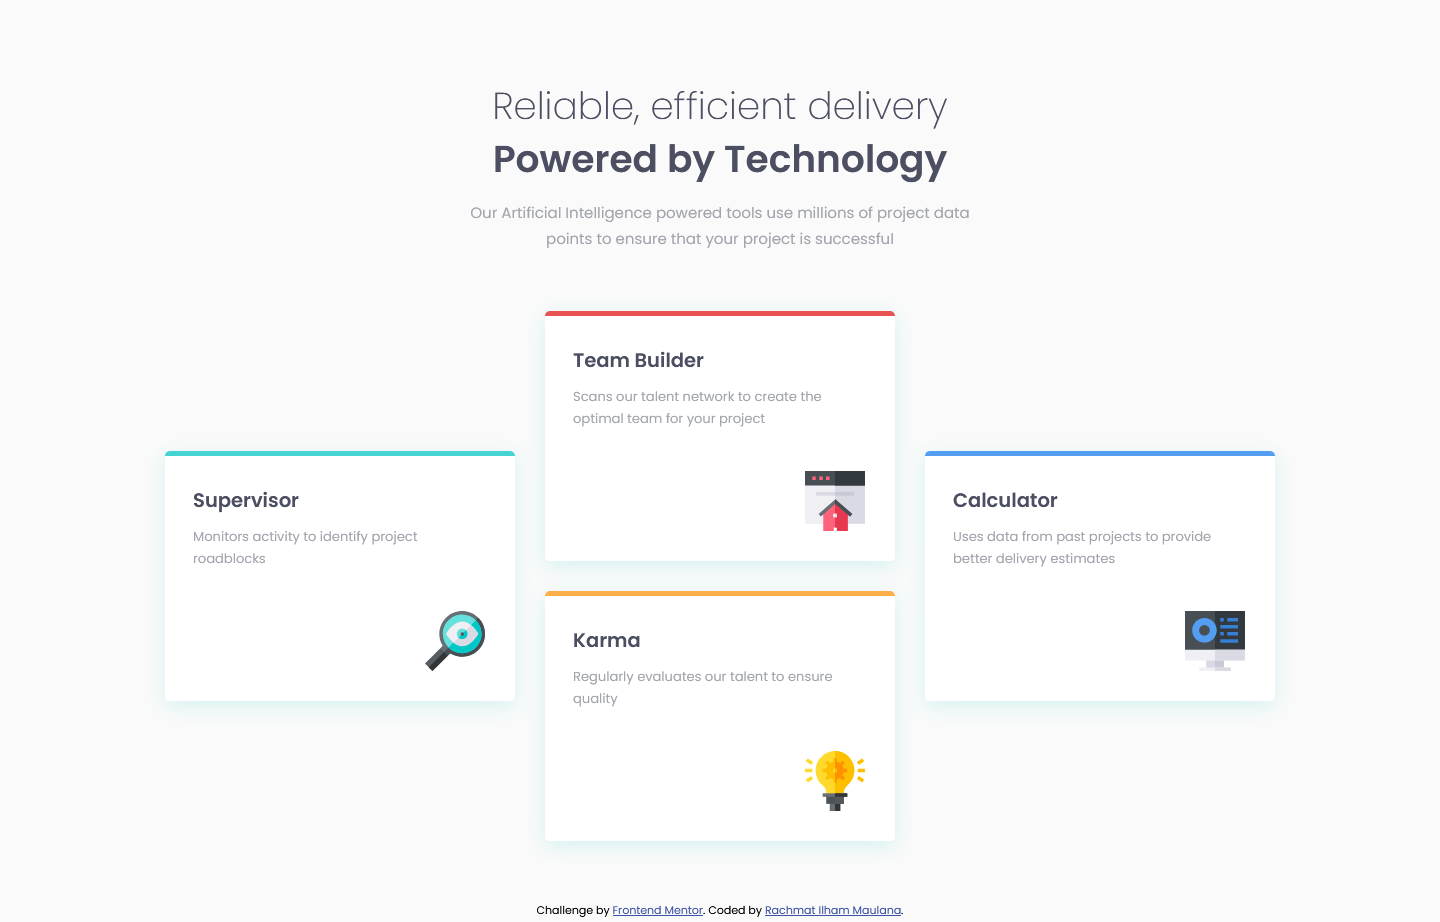 Reliable, efficient delivery
Powered by Technology
Our Artificial Intelligence powered tools use millions of project data
points to ensure that your project is successful
Supervisor
Monitors activity to identify project
roadblocks
Team Builder
Scans our talent network to create the
optimal team for your project
Karma
Regularly evaluates our talent to ensure
quality
Calculator
Uses data from past projects to provide
better delivery estimates
Challenge by Frontend Mentor. Coded by Rachmat Ilham Maulana.